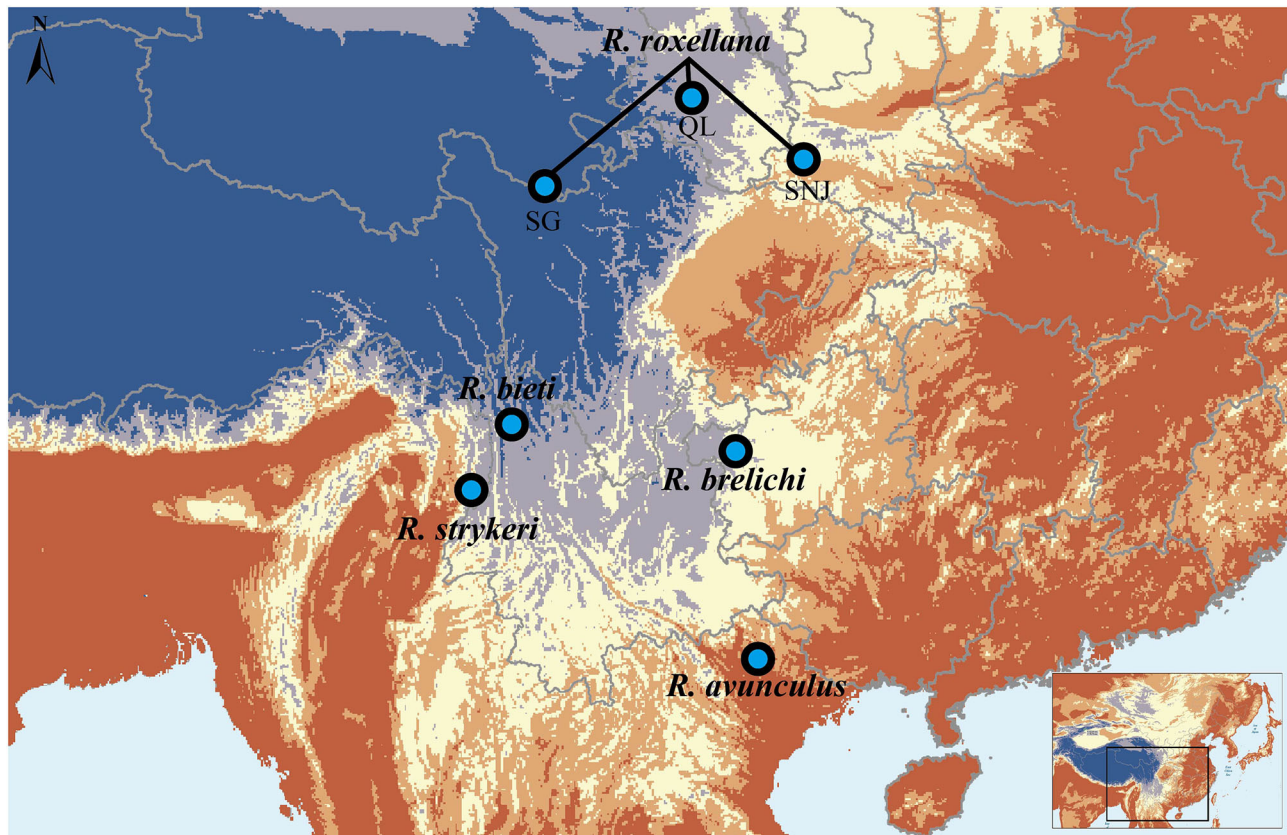 N
R. roxellana
QL
SNJ
SG
R. bieti
R. brelichi
R. strykeri
R. avunculus